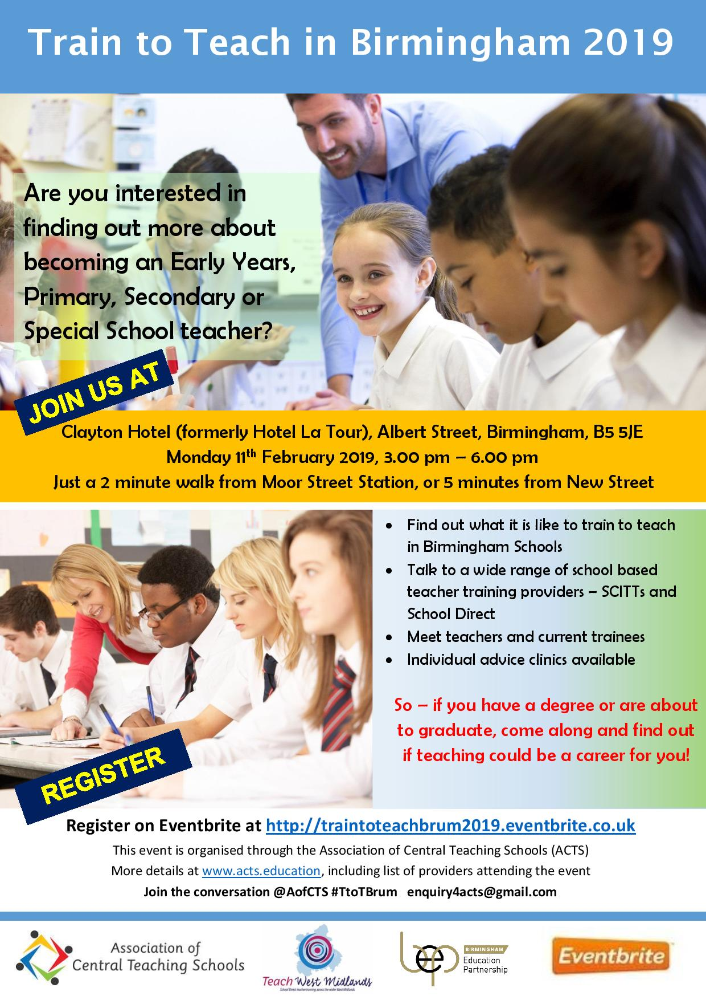 Train to Teach in Birmingham 2019
Are you interested in
finding out more about
becoming an Early Years,
Primary, Secondary or
Special School teacher?
JOIN US AT
Clayton Hotel (formerly Hotel La Tour), Albert Street, Birmingham, B5 5JE
Monday 11th February 2019, 3.00 pm – 6.00 pm
Just a 2 minute walk from Moor Street Station, or 5 minutes from New Street
• Find out what it is like to train to teach
in Birmingham Schools
• Talk to a wide range of school based
teacher training providers – SCITTs and
School Direct
• Meet teachers and current trainees
• Individual advice clinics available
So – if you have a degree or are about
to graduate, come along and find out
if teaching could be a career for you!
REGISTER
Register on Eventbrite at http://traintoteachbrum2019.eventbrite.co.uk
This event is organised through the Association of Central Teaching Schools (ACTS)
More details at www.acts.education, including list of providers attending the event
Join the conversation @AofCTS #TtoTBrum enquiry4acts@gmail.com
Association of
Central Teaching Schools
Teach West Midlands
School Direct teacher training across the wider West Midlands
bep
BIRMINGHAM
Education
Partnership
Eventbrite